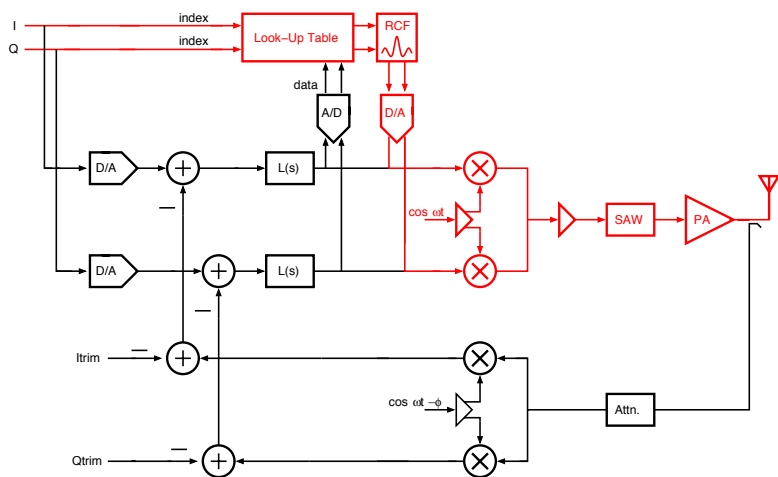 I
index
Q
index
Look–Up Table
RCF
data
A/D
D/A
D/A
L(s)
cos ωt
SAW
PA
D/A
L(s)
Itrim
cos ωt –ϕ
Attn.
Qtrim